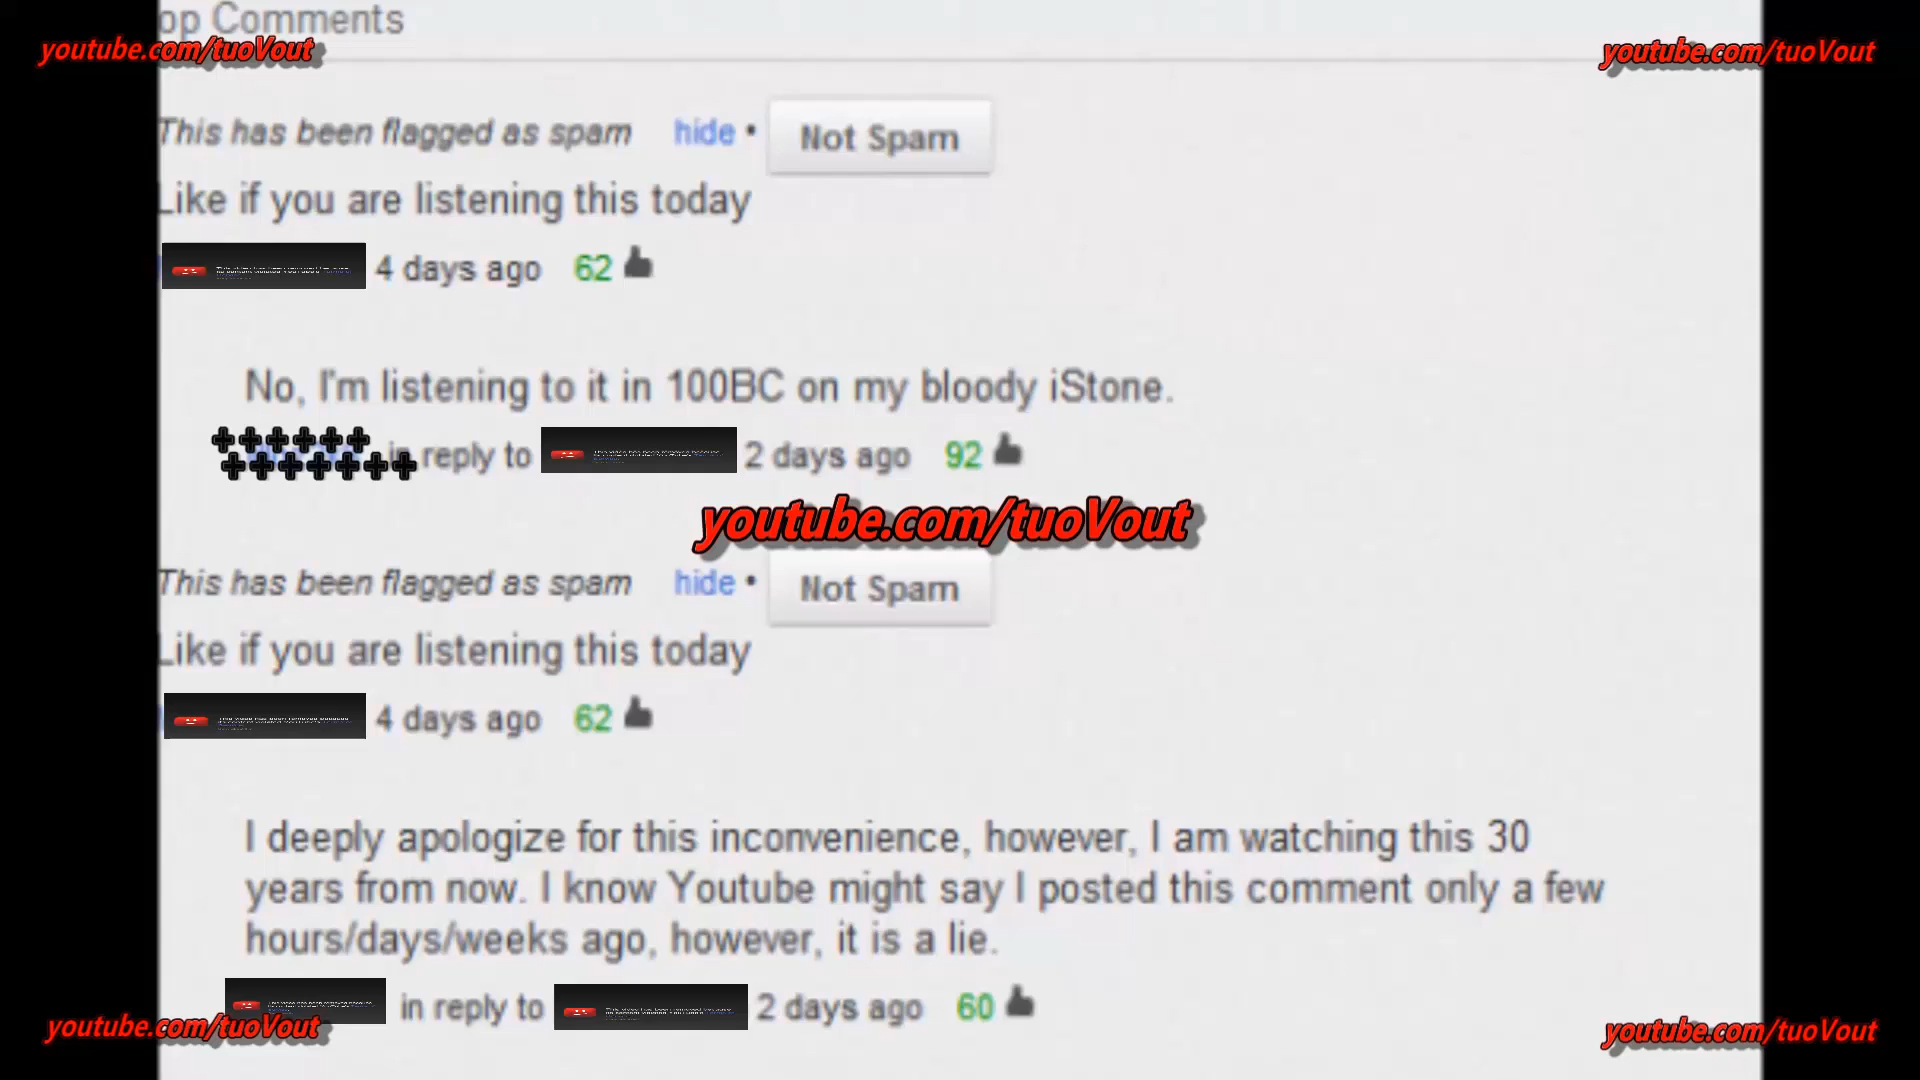 op Comments
youtube.com/tuoVout
youtube.com/tuoVout
This has been flagged as spam hide • Not Spam
Like if you are listening this today
4 days ago 62
No, I'm listening to it in 100BC on my bloody iStone.
in reply to 2 days ago 92
youtube.com/tuoVout
This has been flagged as spam hide • Not Spam
Like if you are listening this today
4 days ago 62
I deeply apologize for this inconvenience, however, I am watching this 30
years from now. I know Youtube might say I posted this comment only a few
hours/days/weeks ago, however, it is a lie.
in reply to 2 days ago 60
youtube.com/tuoVout
youtube.com/tuoVout